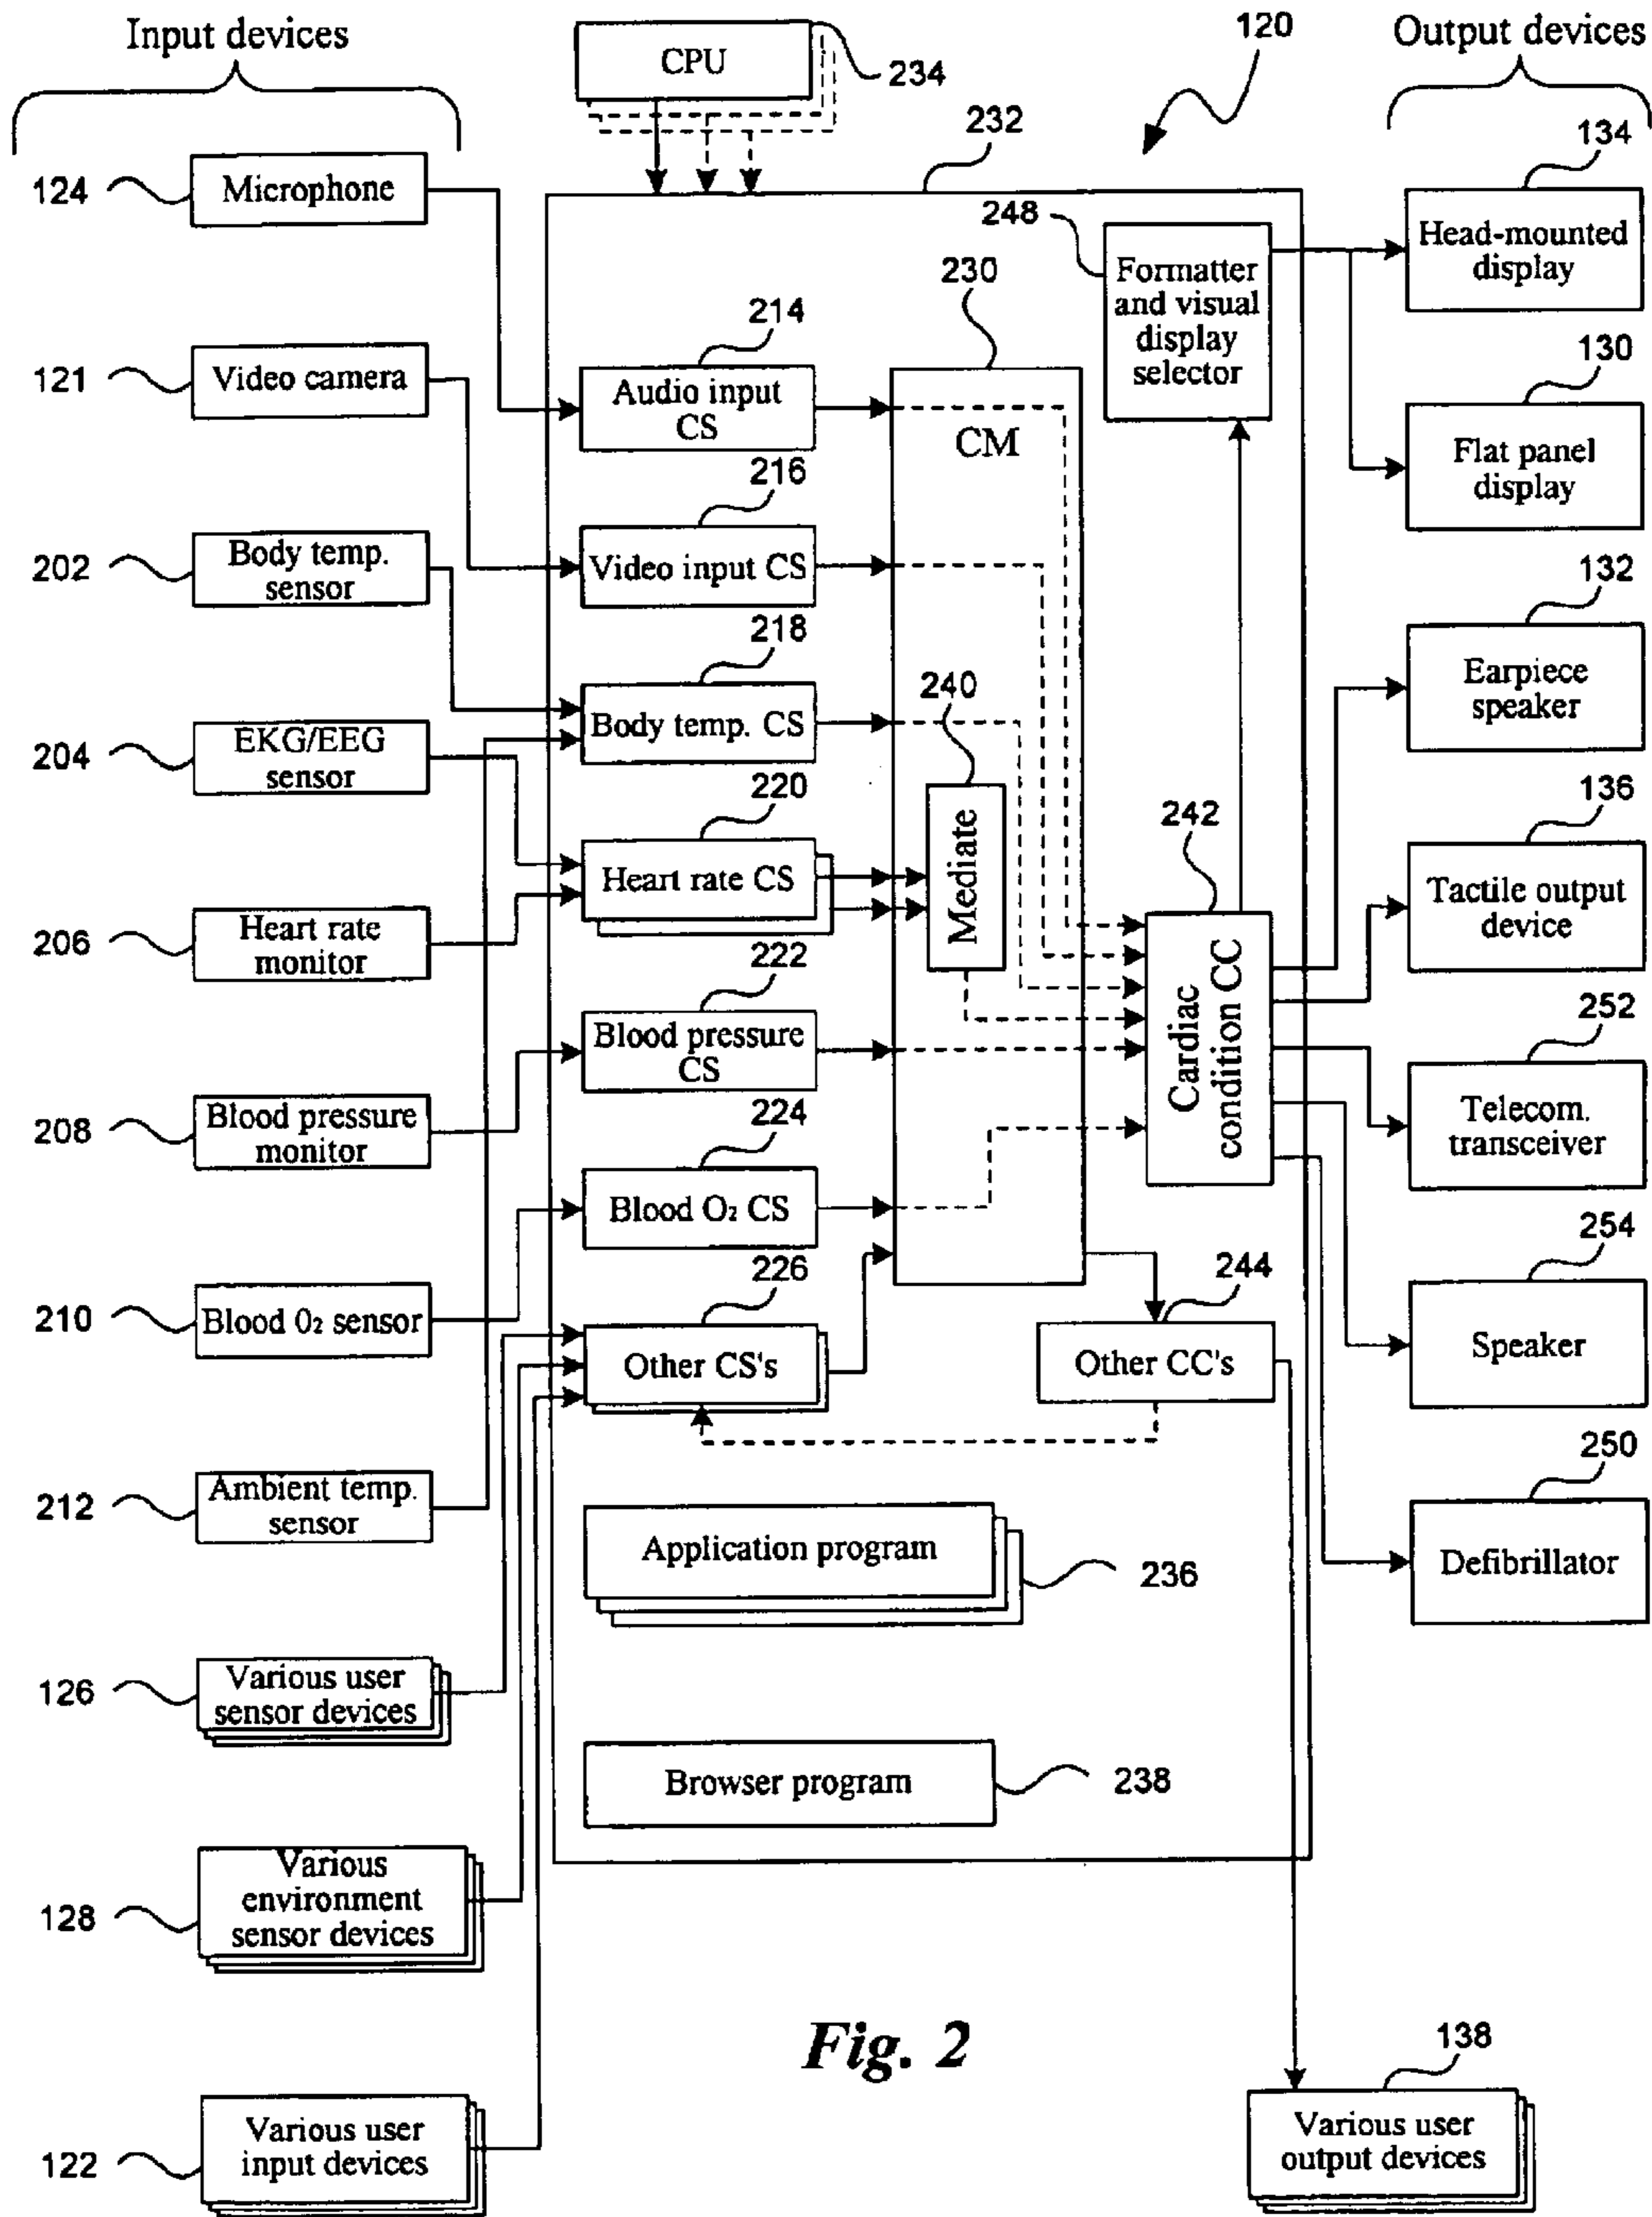 Input devices
CPU
234
120
Output devices
232
134
124
Microphone
248
Head-mounted
display
230
Formatter
and visual
display
selector
214
130
121
Video camera
Audio input
CS
CM
Flat panel
display
216
202
Body temp.
sensor
Video input CS
132
218
240
Earpiece
speaker
204
EKG/EEG
sensor
Body temp. CS
220
242
136
Heart rate CS
Mediate
Tactile output
device
206
Heart rate
monitor
222
Cardiac
condition CC
252
Blood pressure
CS
208
Blood pressure
monitor
224
Telecom.
transceiver
Blood O₂ CS
254
226
244
210
Blood O₂ sensor
Other CS's
Other CC's
Speaker
250
212
Ambient temp.
sensor
Application program
236
Defibrillator
126
Various user
sensor devices
Browser program
238
128
Various
environment
sensor devices
Fig. 2
138
122
Various user
input devices
Various user
output devices